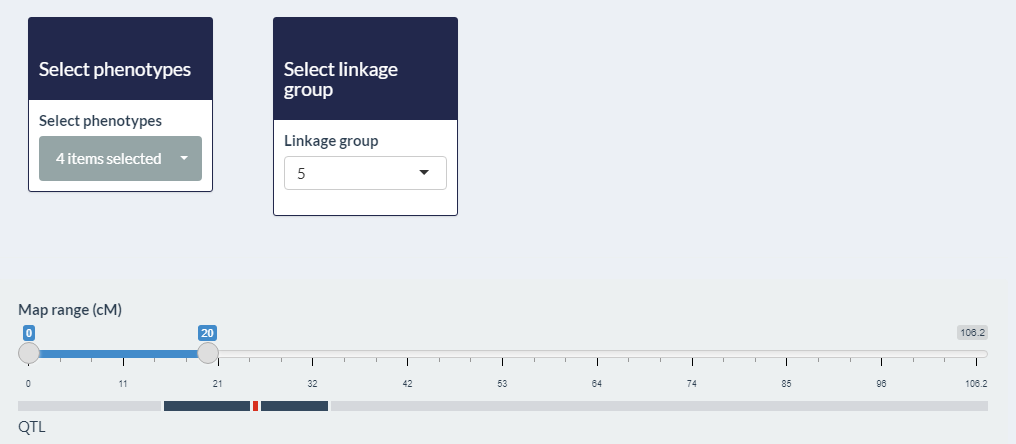 Select phenotypes
Select phenotypes
4 items selected
Select linkage
group
Linkage group
5
Map range (cM)
0 20 106.2
0 11 21 32 42 53 64 74 85 96 106.2
QTL